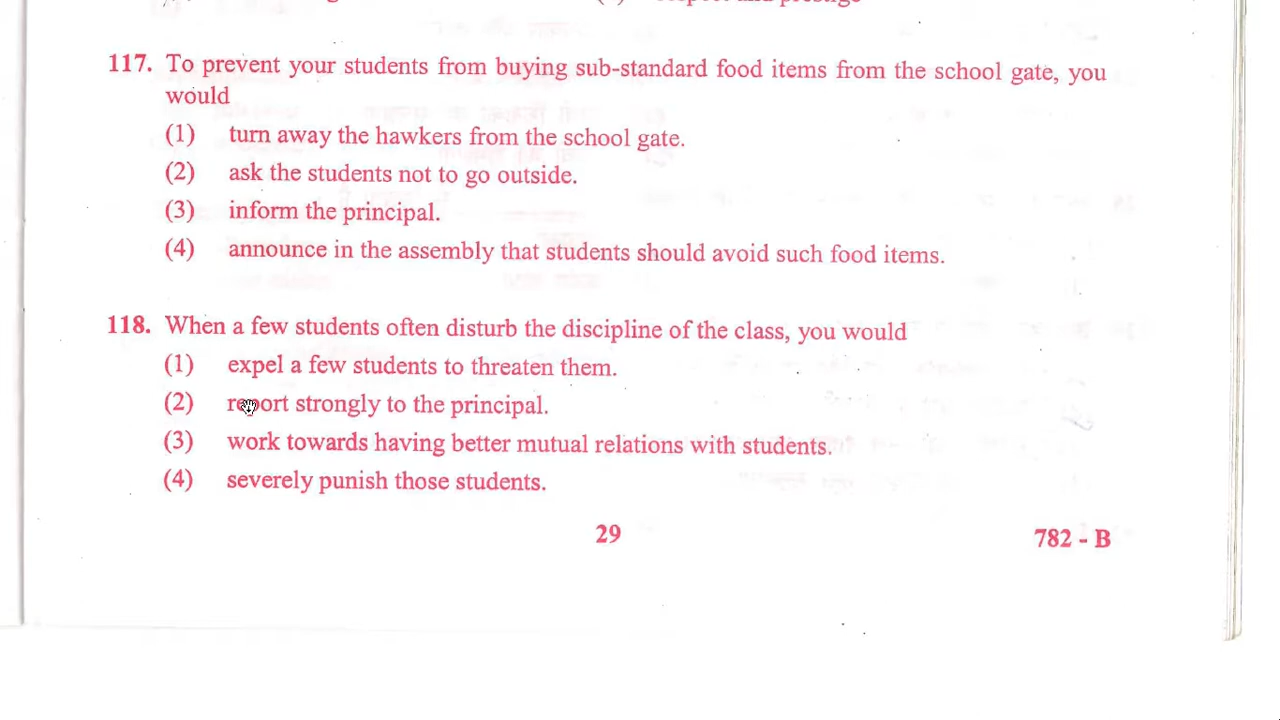 117. To prevent your students from buying sub-standard food items from the school gate, you
would
(1) turn away the hawkers from the school gate.
(2) ask the students not to go outside.
(3) inform the principal.
(4) announce in the assembly that students should avoid such food items.
118. When a few students often disturb the discipline of the class, you would
(1) expel a few students to threaten them.
(2) report strongly to the principal.
(3) work towards having better mutual relations with students.
(4) severely punish those students.
29
782 - B